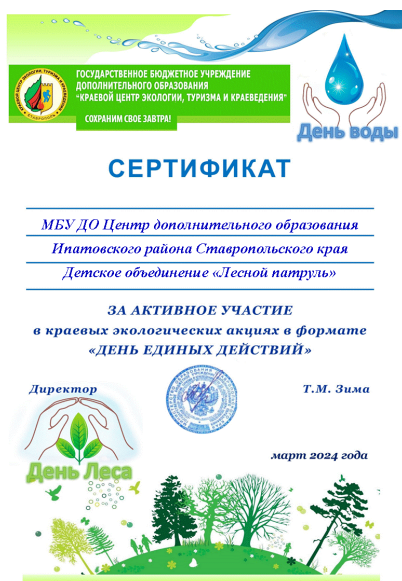 ГОСУДАРСТВЕННОЕ БЮДЖЕТНОЕ УЧРЕЖДЕНИЕ
ДОПОЛНИТЕЛЬНОГО ОБРАЗОВАНИЯ
"КРАЕВОЙ ЦЕНТР ЭКОЛОГИИ, ТУРИЗМА И КРАЕВЕДЕНИЯ"
СОХРАНИМ СВОЕ ЗАВТРА!
День воды
СЕРТИФИКАТ
МБУ ДО Центр дополнительного образования
Ипатовского района Ставропольского края
Детское объединение «Лесной патруль»
ЗА АКТИВНОЕ УЧАСТИЕ
в краевых экологических акциях в формате
«ДЕНЬ ЕДИНЫХ ДЕЙСТВИЙ»
Директор
Т.М. Зима
День Леса
март 2024 года